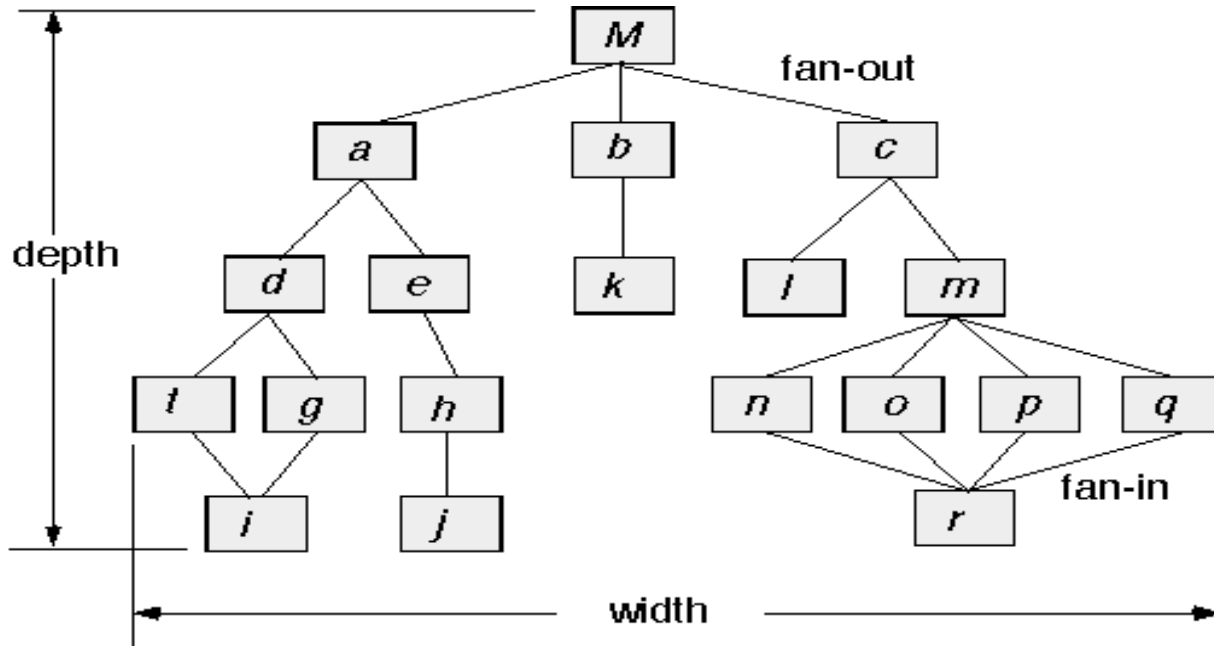 M
fan-out
a b c
depth
d e k l m
t g h n o p q
fan-in
i j r
width